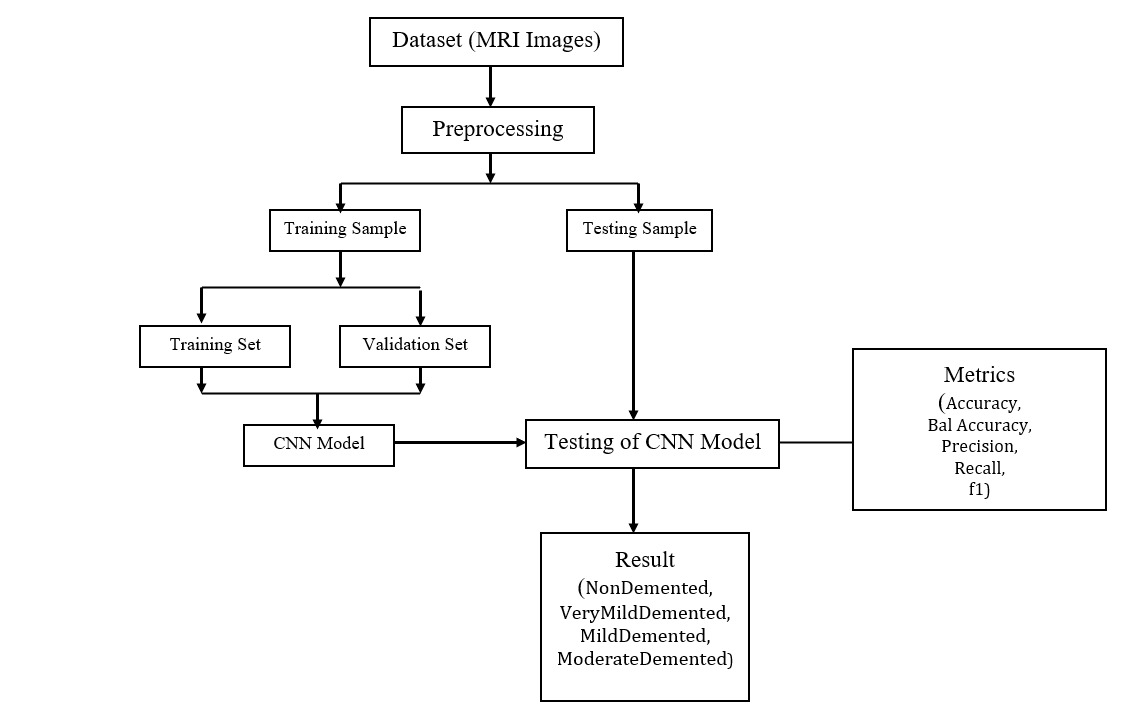 Dataset (MRI Images)
Preprocessing
Training Sample
Testing Sample
Training Set
Validation Set
CNN Model
Testing of CNN Model
Metrics
(Accuracy,
Bal Accuracy,
Precision,
Recall,
f1)
Result
(NonDemented,
VeryMildDemented,
MildDemented,
ModerateDemented)